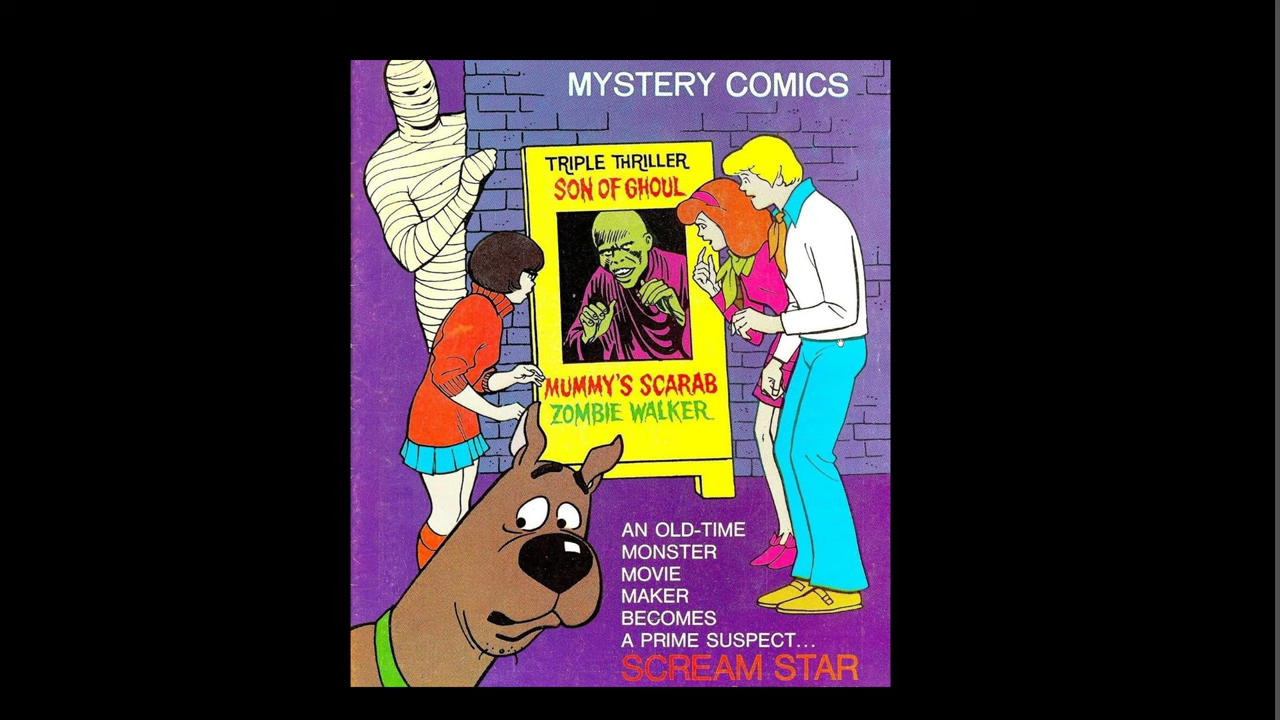 MYSTERY COMICS
TRIPLE THRILLER
SON OF GHOUL
MUMMY'S SCARAB
ZOMBIE WALKER
AN OLD-TIME
MONSTER
MOVIE
MAKER
BECOMES
A PRIME SUSPECT...
SCREAM STAR